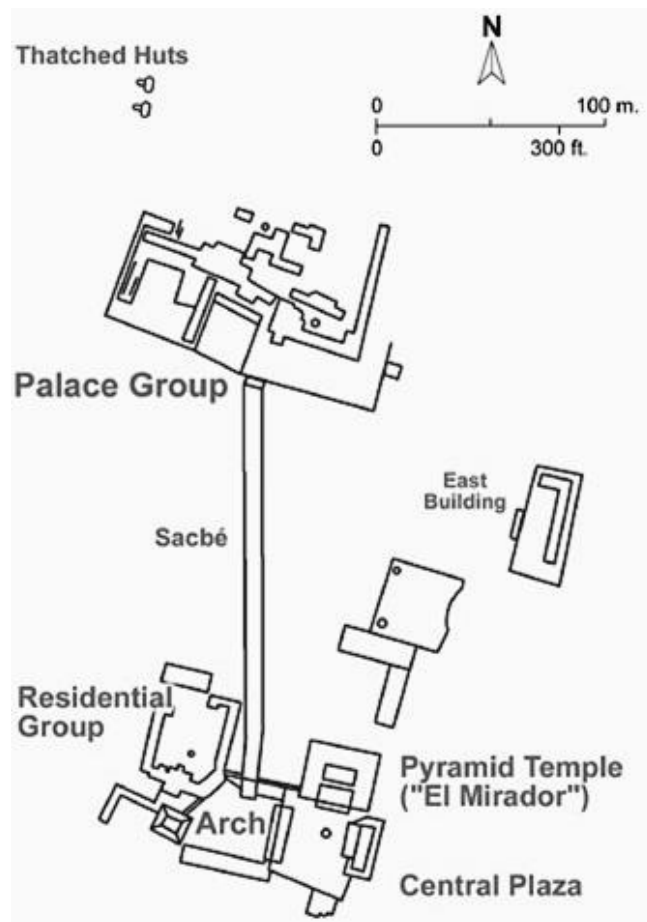 Thatched Huts
N
0 100 m.
0 300 ft.
Palace Group
East
Building
Sacbé
Residential
Group
Pyramid Temple
("El Mirador")
Arch
Central Plaza